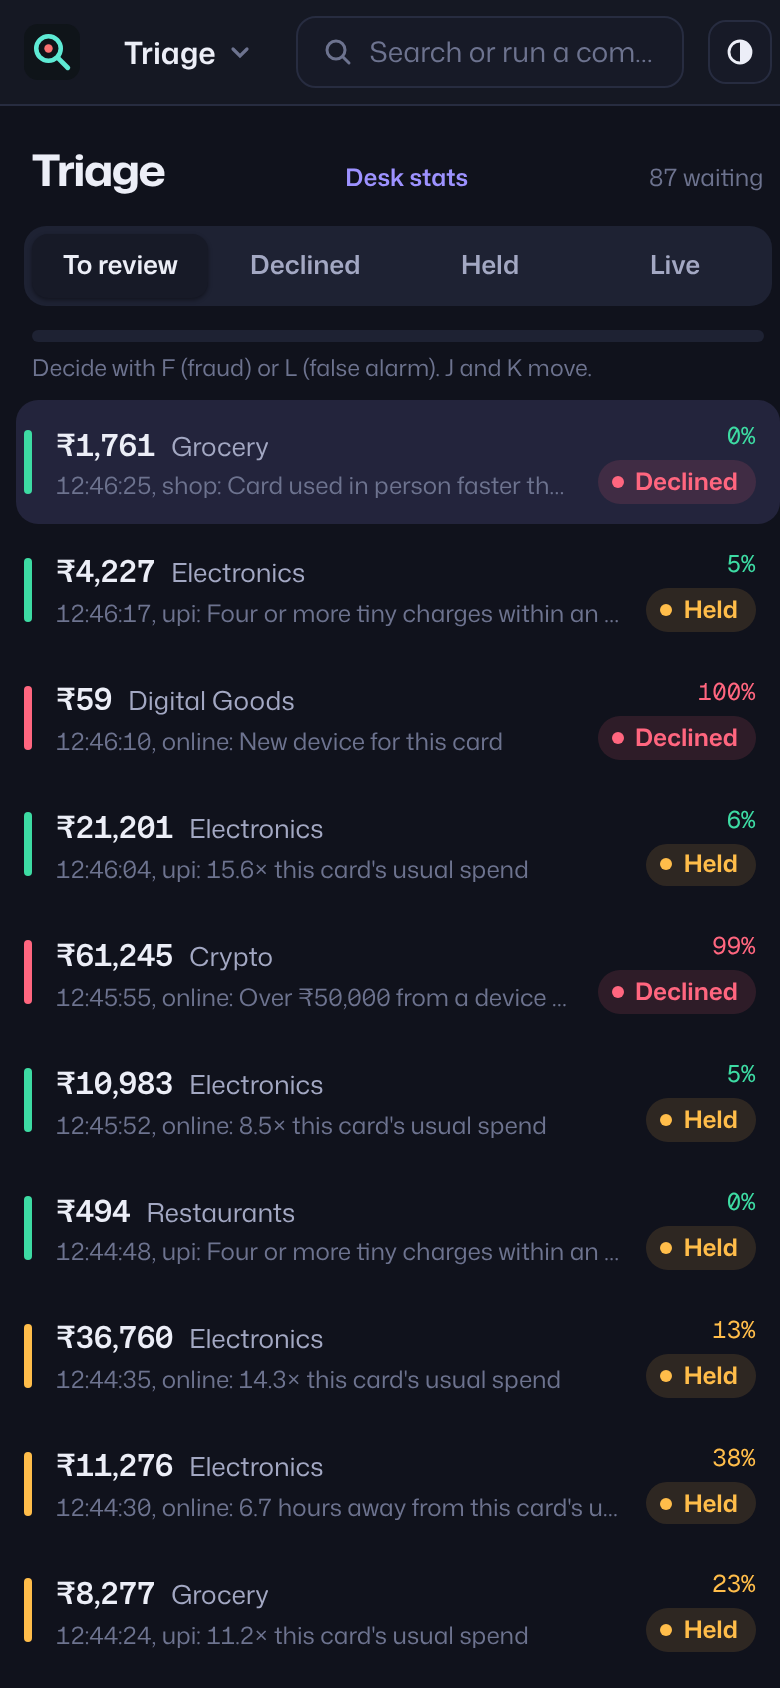 Triage
Search or run a com...
Triage
Desk stats
87 waiting
To review
Declined
Held
Live
Decide with F (fraud) or L (false alarm). J and K move.
₹1,761 Grocery
0%
12:46:25, shop: Card used in person faster th...
Declined
₹4,227 Electronics
5%
12:46:17, upi: Four or more tiny charges within an ...
Held
₹59 Digital Goods
100%
12:46:10, online: New device for this card
Declined
₹21,201 Electronics
6%
12:46:04, upi: 15.6× this card's usual spend
Held
₹61,245 Crypto
99%
12:45:55, online: Over ₹50,000 from a device ...
Declined
₹10,983 Electronics
5%
12:45:52, online: 8.5× this card's usual spend
Held
₹494 Restaurants
0%
12:44:48, upi: Four or more tiny charges within an ...
Held
₹36,760 Electronics
13%
12:44:35, online: 14.3× this card's usual spend
Held
₹11,276 Electronics
38%
12:44:30, online: 6.7 hours away from this card's u...
Held
₹8,277 Grocery
23%
12:44:24, upi: 11.2× this card's usual spend
Held